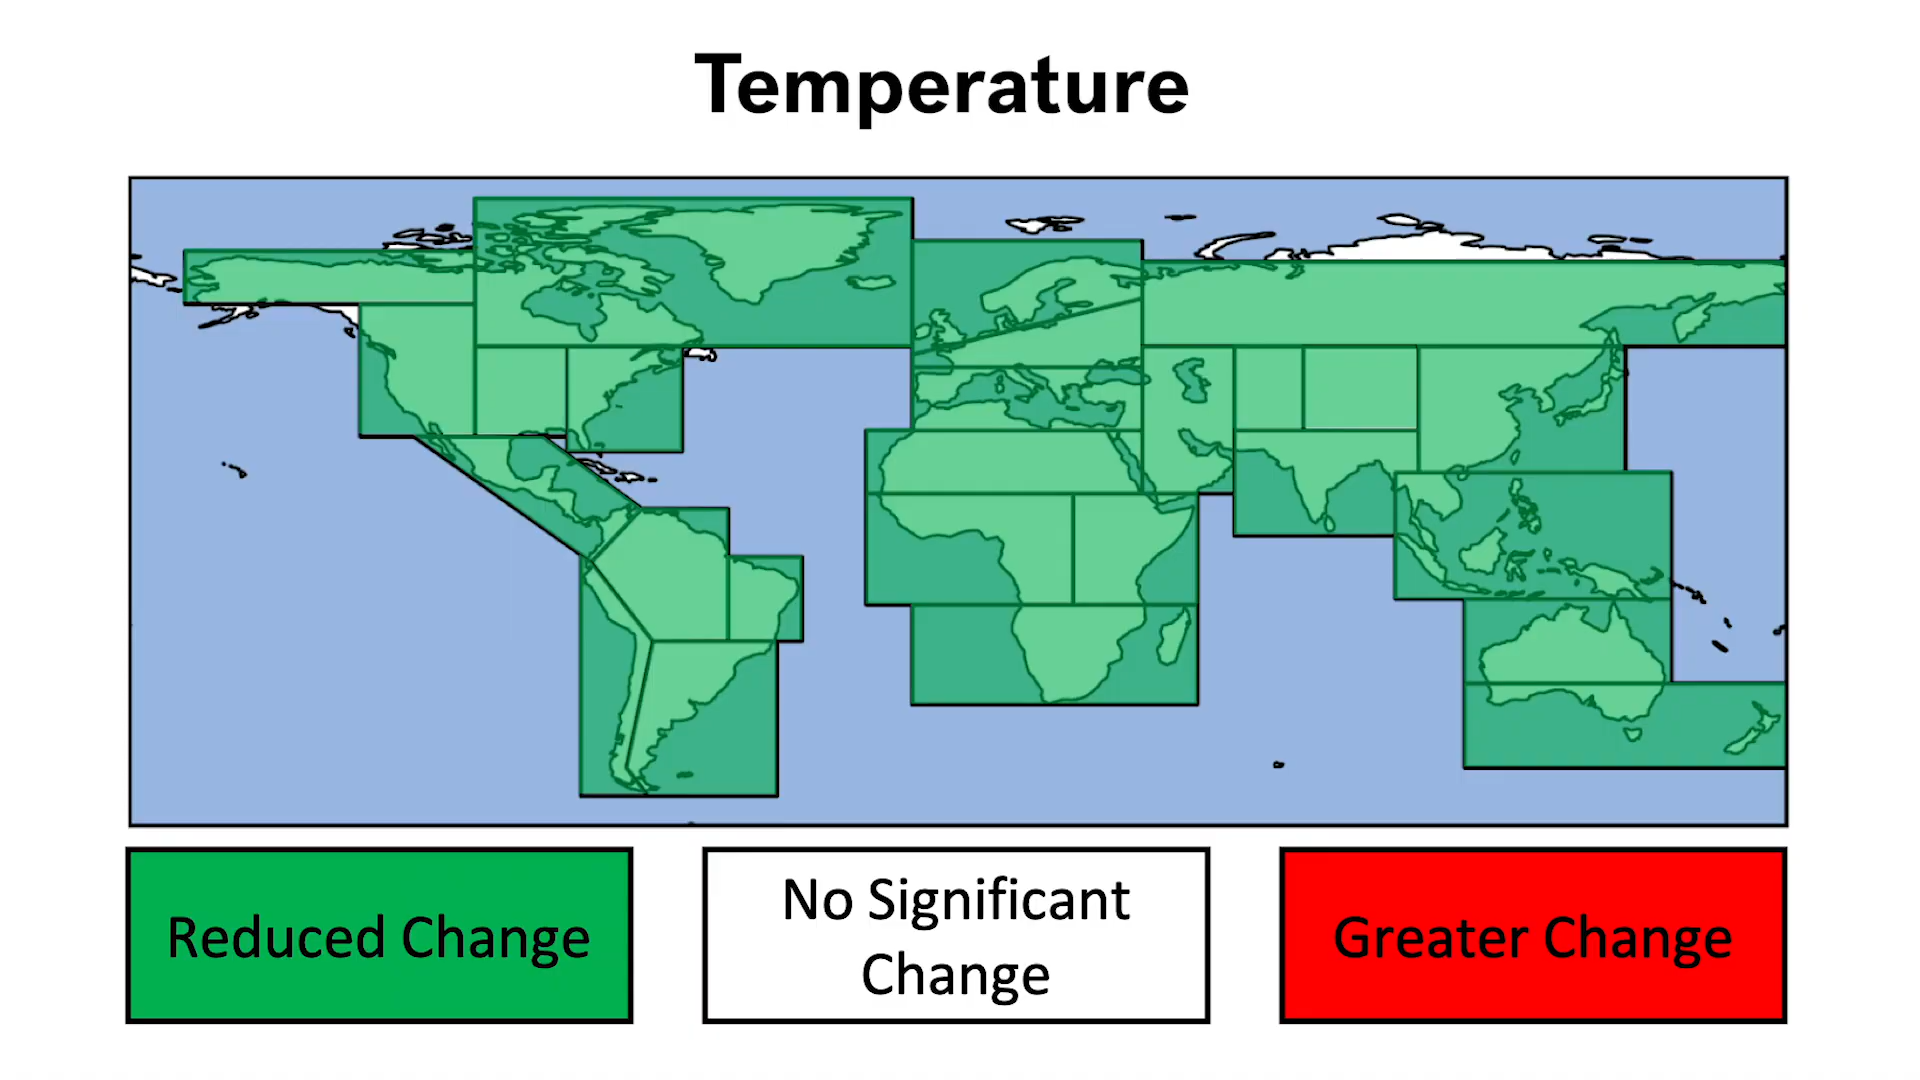 Temperature
Reduced Change
No Significant
Change
Greater Change